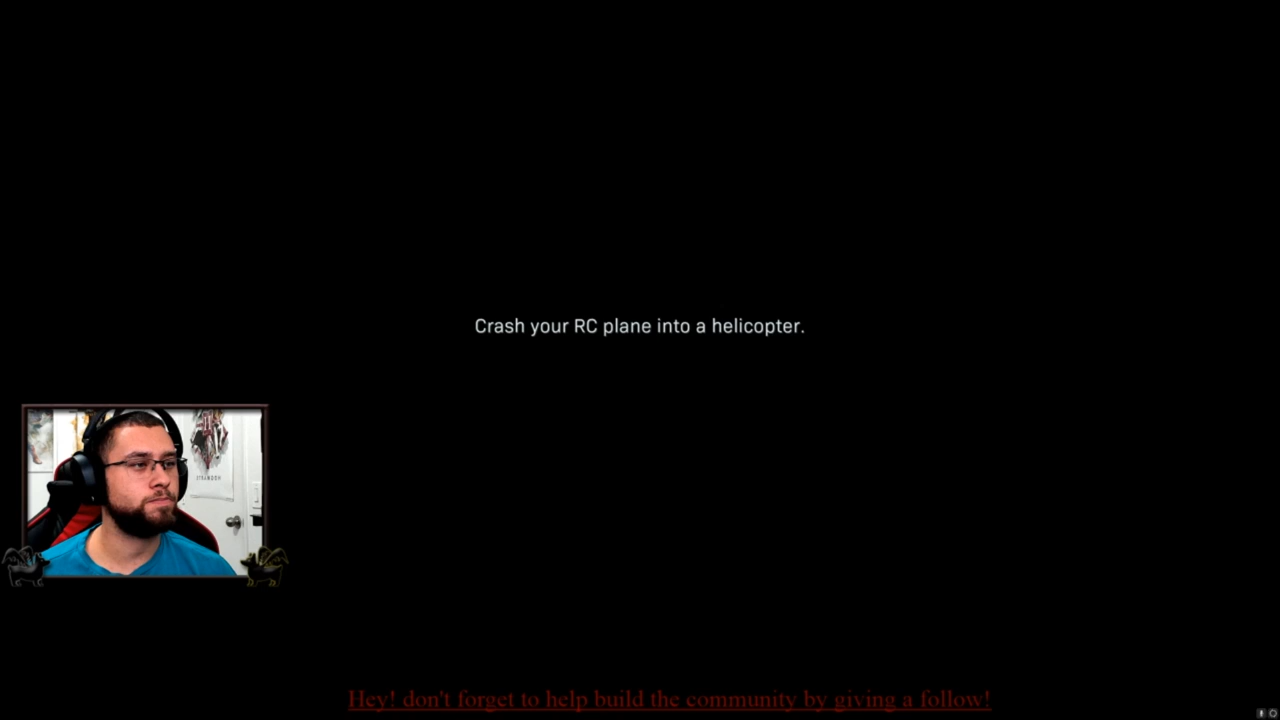 Crash your RC plane into a helicopter.
Hey! don't forget to help build the community by giving a follow!